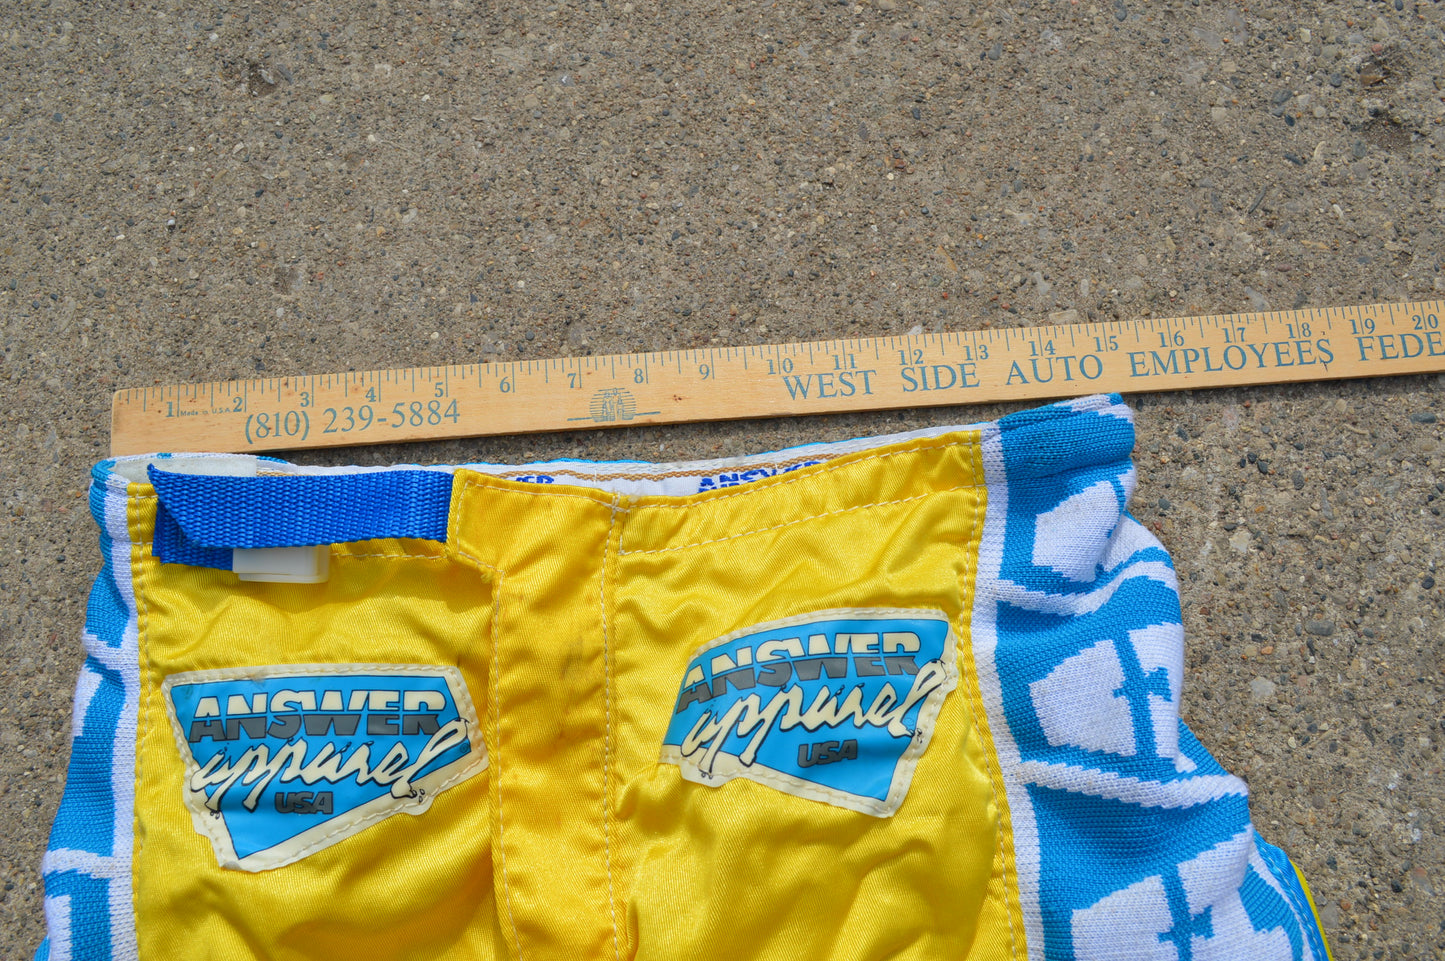 1 2 3 4 5 6 7 8 9 10 11 12 13 14 15 16 17 18 19 20
Made in U.S.A.
(810) 239-5884
WEST SIDE AUTO EMPLOYEES FEDE
ANSWER
ANSWER
apparel
USA
ANSWER
apparel
USA